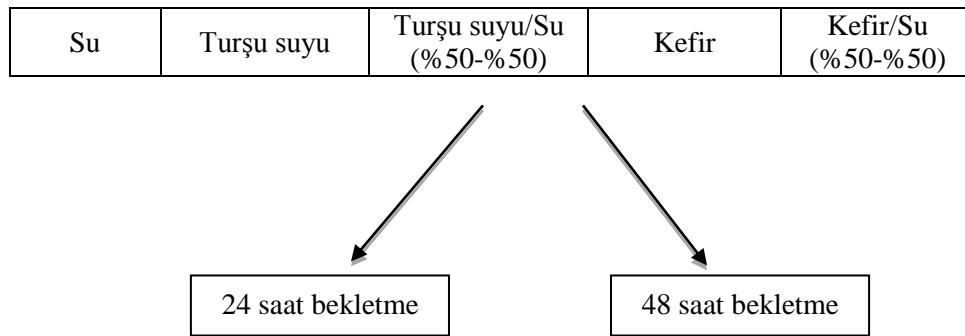 Su
Turşu suyu
Turşu suyu/Su
(%50-%50)
Kefir
Kefir/Su
(%50-%50)
24 saat bekletme
48 saat bekletme